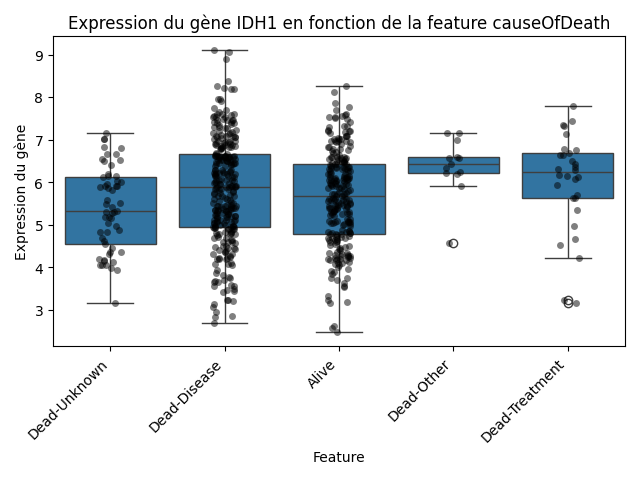 Expression du gène IDH1 en fonction de la feature causeOfDeath
Expression du gène
9
8
7
6
5
4
3
Dead-Unknown
Dead-Disease
Alive
Dead-Other
Dead-Treatment
Feature